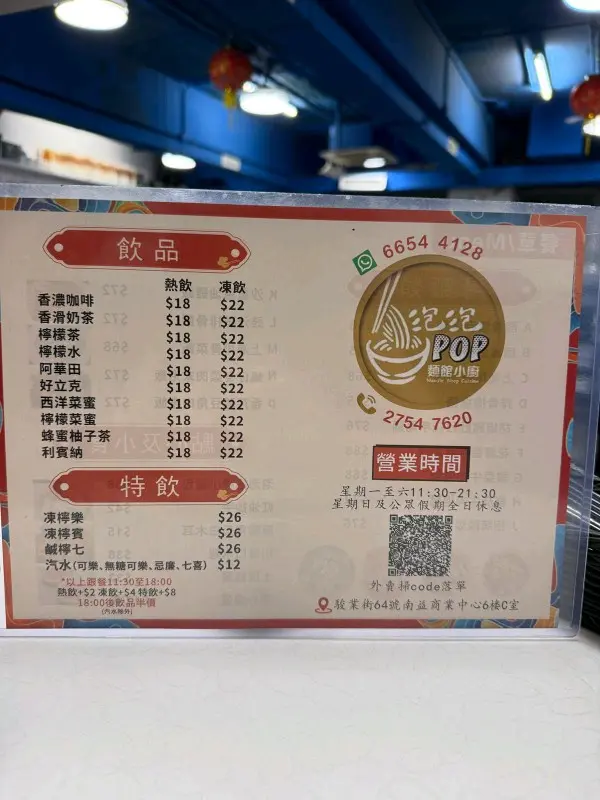 飲品
熱飲 凍飲
香濃咖啡 $18 $22
香滑奶茶 $18 $22
檸檬茶 $18 $22
檸檬水 $18 $22
阿華田 $18 $22
好立克 $18 $22
西洋菜蜜 $18 $22
檸檬菜蜜 $18 $22
蜂蜜柚子茶 $18 $22
利賓納 $18 $22
特飲
凍檸樂 $26
凍檸賓 $26
鹹檸七 $26
汽水(可樂、無糖可樂、忌廉、七喜) $12
*以上跟餐11:30至18:00
熱飲+$2 凍飲+$4 特飲+$8
18:00後飲品半價
(汽水除外)
6654 4128
泡泡
POP
麵館小廚
2754 7620
營業時間
星期一至六11:30-21:30
星期日及公眾假期全日休息
外賣掃code落單
駿業街64號南益商業中心6樓C室